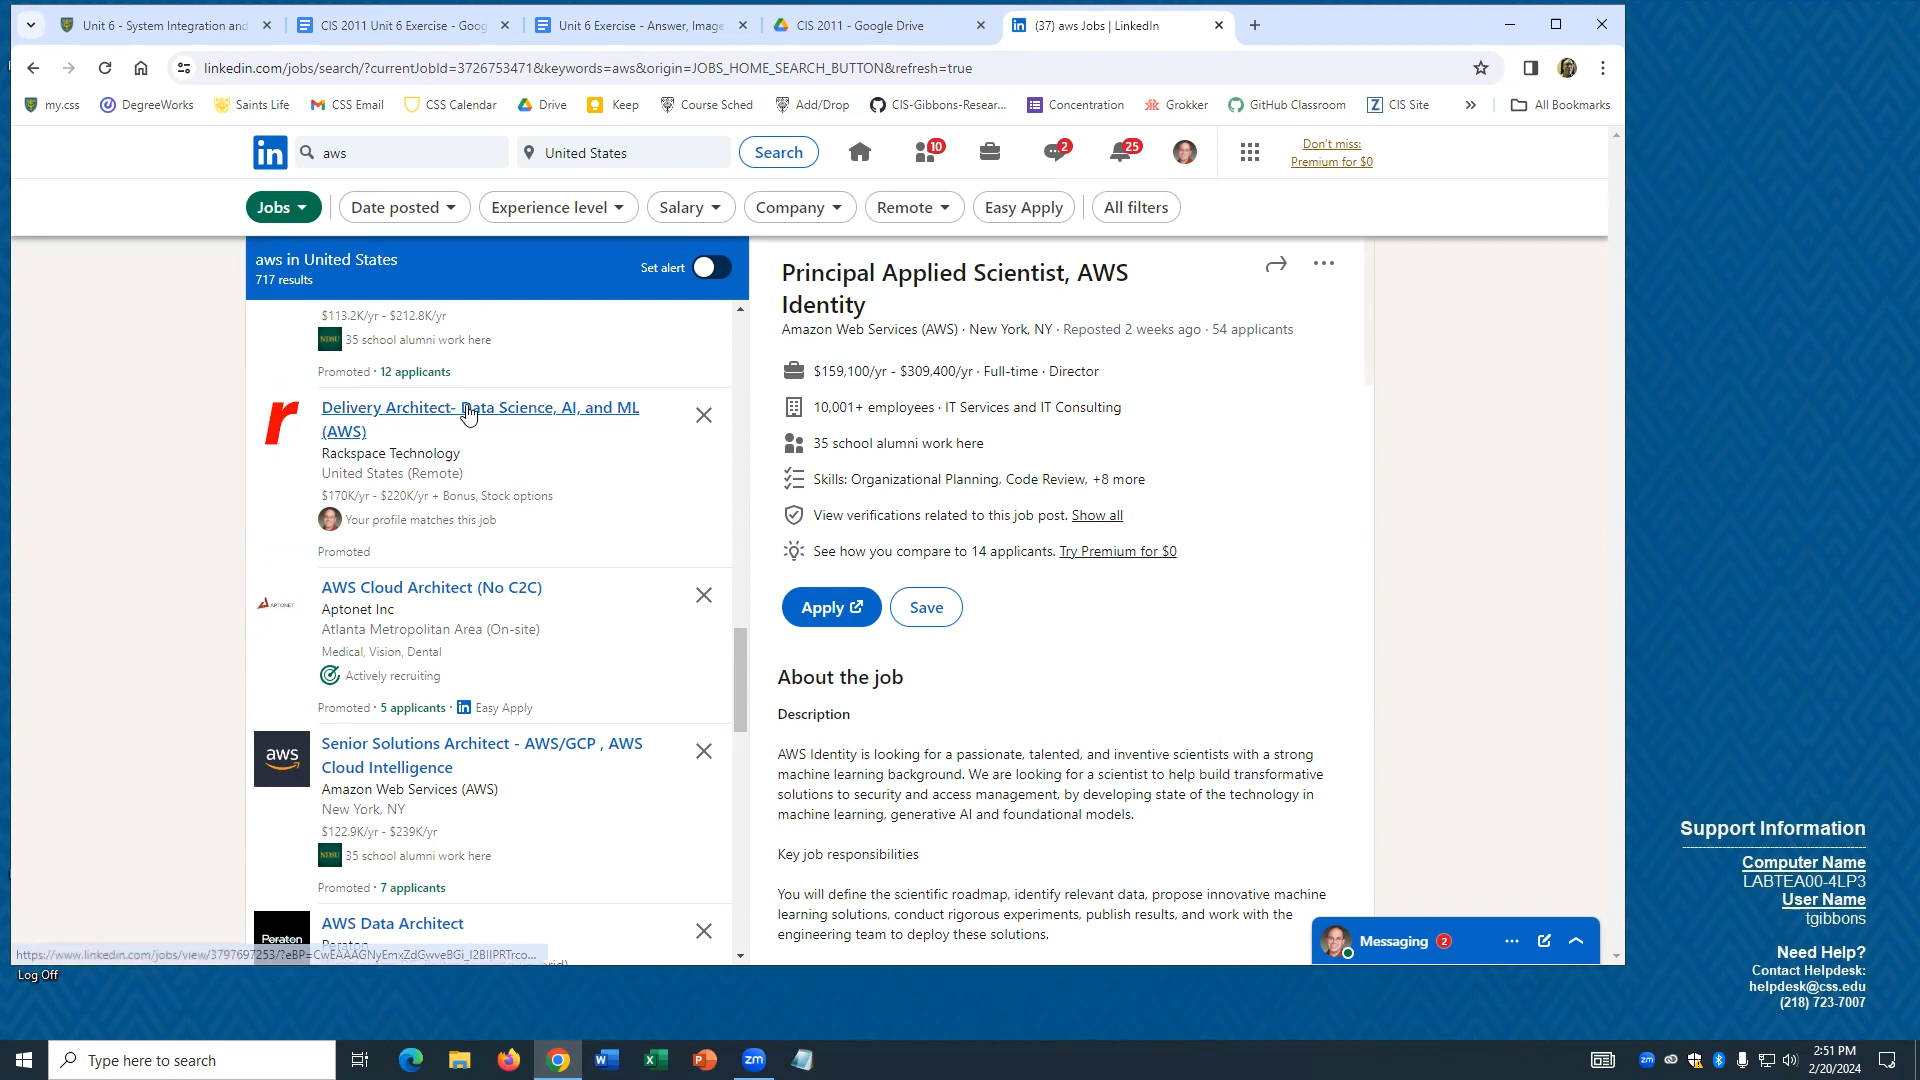 Unit 6 - System Integration and
CIS 2011 Unit 6 Exercise - Goog
Unit 6 Exercise - Answer, Image
CIS 2011 - Google Drive
(37) aws Jobs | LinkedIn
linkedin.com/jobs/search/?currentJobId=3726753471&keywords=aws&origin=JOBS_HOME_SEARCH_BUTTON&refresh=true
my.css DegreeWorks Saints Life CSS Email CSS Calendar Drive Keep Course Sched Add/Drop CIS-Gibbons-Resear... Concentration Grokker GitHub Classroom CIS Site » All Bookmarks
in aws United States Search 10 2 25 Don't miss:
Premium for $0
Jobs Date posted Experience level Salary Company Remote Easy Apply All filters
aws in United States
717 results
Set alert
$113.2K/yr - $212.8K/yr
NDSU 35 school alumni work here
Promoted · 12 applicants
r
Delivery Architect- Data Science, AI, and ML
(AWS)
Rackspace Technology
United States (Remote)
$170K/yr - $220K/yr + Bonus, Stock options
Your profile matches this job
Promoted
APTONET
AWS Cloud Architect (No C2C)
Aptonet Inc
Atlanta Metropolitan Area (On-site)
Medical, Vision, Dental
Actively recruiting
Promoted · 5 applicants · in Easy Apply
aws
Senior Solutions Architect - AWS/GCP , AWS
Cloud Intelligence
Amazon Web Services (AWS)
New York, NY
$122.9K/yr - $239K/yr
NDSU 35 school alumni work here
Promoted · 7 applicants
Peraton
AWS Data Architect
Peraton
https://www.linkedin.com/jobs/view/3797697253/?eBP=
Principal Applied Scientist, AWS
Identity
Amazon Web Services (AWS) · New York, NY · Reposted 2 weeks ago · 54 applicants
$159,100/yr - $309,400/yr · Full-time · Director
10,001+ employees · IT Services and IT Consulting
35 school alumni work here
Skills: Organizational Planning, Code Review, +8 more
View verifications related to this job post. Show all
See how you compare to 14 applicants. Try Premium for $0
Apply Save
About the job
Description
AWS Identity is looking for a passionate, talented, and inventive scientists with a strong
machine learning background. We are looking for a scientist to help build transformative
solutions to security and access management, by developing state of the technology in
machine learning, generative AI and foundational models.
Key job responsibilities
You will define the scientific roadmap, identify relevant data, propose innovative machine
learning solutions, conduct rigorous experiments, publish results, and work with the
engineering team to deploy these solutions.
Messaging 2
Log Off
Support Information
Computer Name
LABTEA00-4LP3
User Name
tgibbons
Need Help?
Contact Helpdesk:
helpdesk@css.edu
(218) 723-7007
Type here to search
zm
zm
2:51 PM
2/20/2024